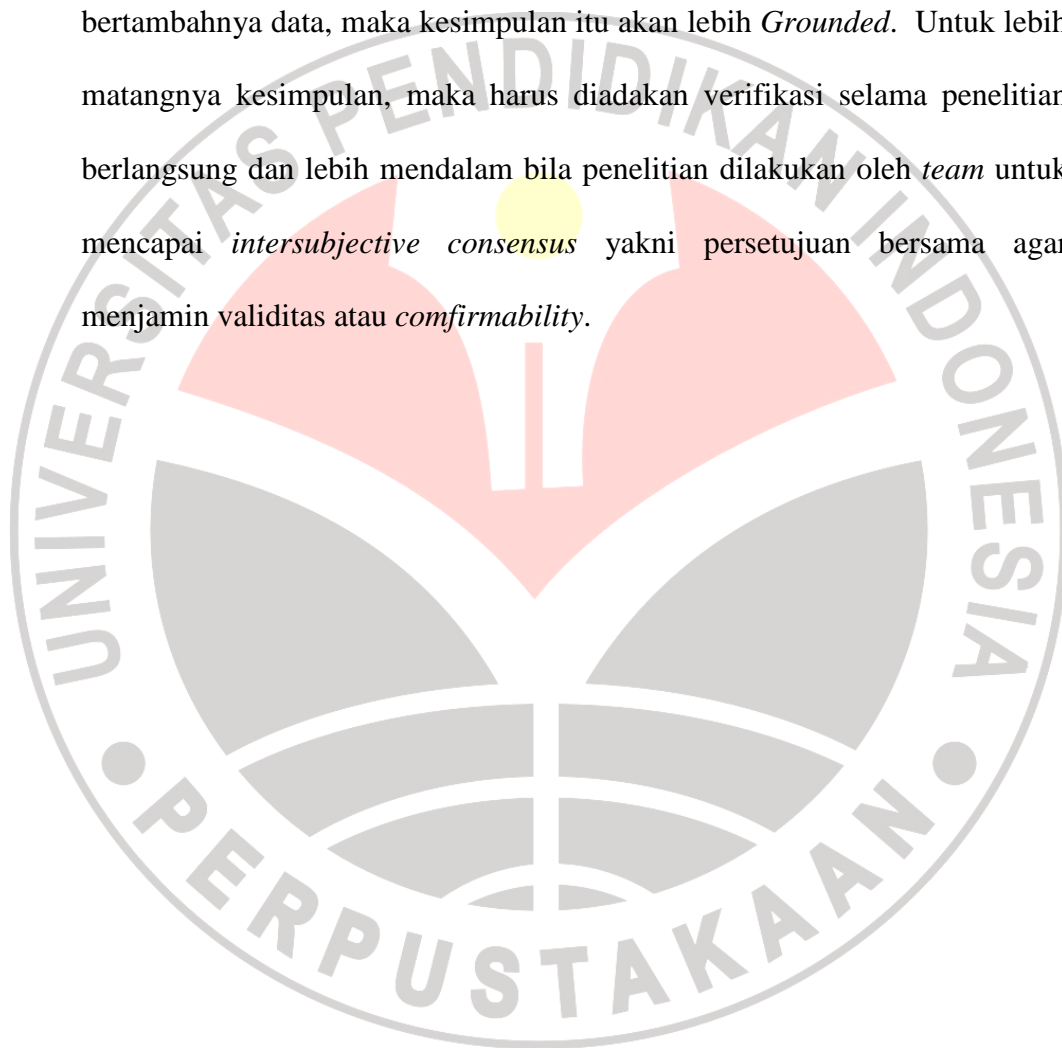 bertambahnya data, maka kesimpulan itu akan lebih Grounded. Untuk lebih
matangnya kesimpulan, maka harus diadakan verifikasi selama penelitian
berlangsung dan lebih mendalam bila penelitian dilakukan oleh team untuk
mencapai intersubjective consensus yakni persetujuan bersama agar
menjamin validitas atau comfirmability.
UNIVERSITAS PENDIDIKAN INDONESIA
PERPUSTAKAAN